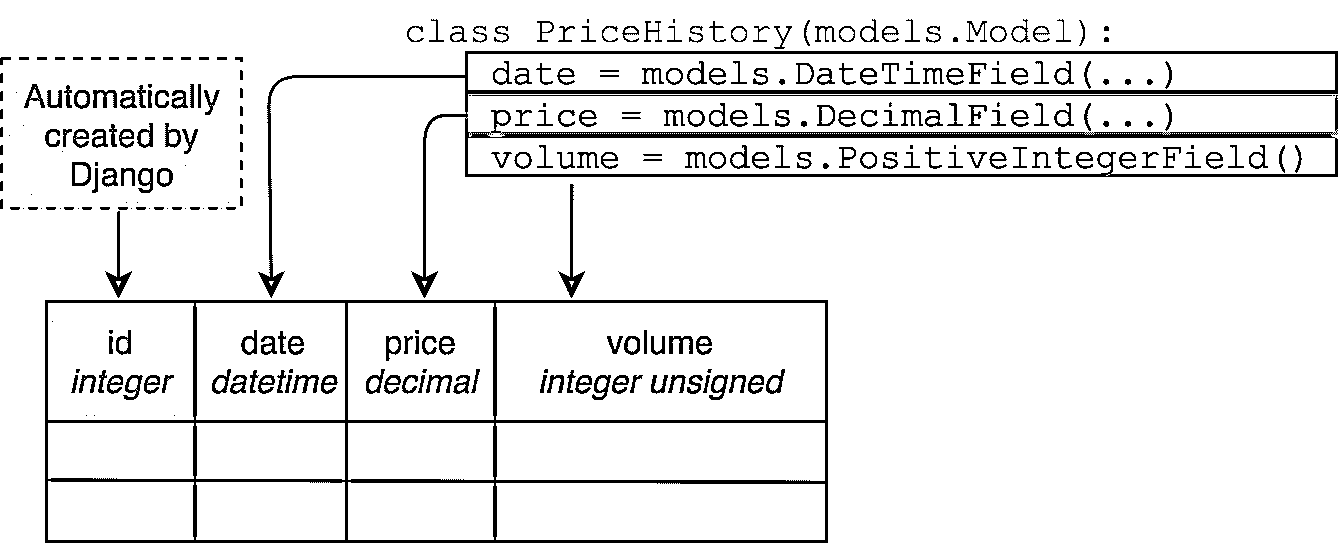 class PriceHistory(models.Model):
date = models.DateTimeField(...)
price = models.DecimalField(...)
volume = models.PositiveIntegerField()
Automatically
created by
Django
id
integer
date
datetime
price
decimal
volume
integer unsigned